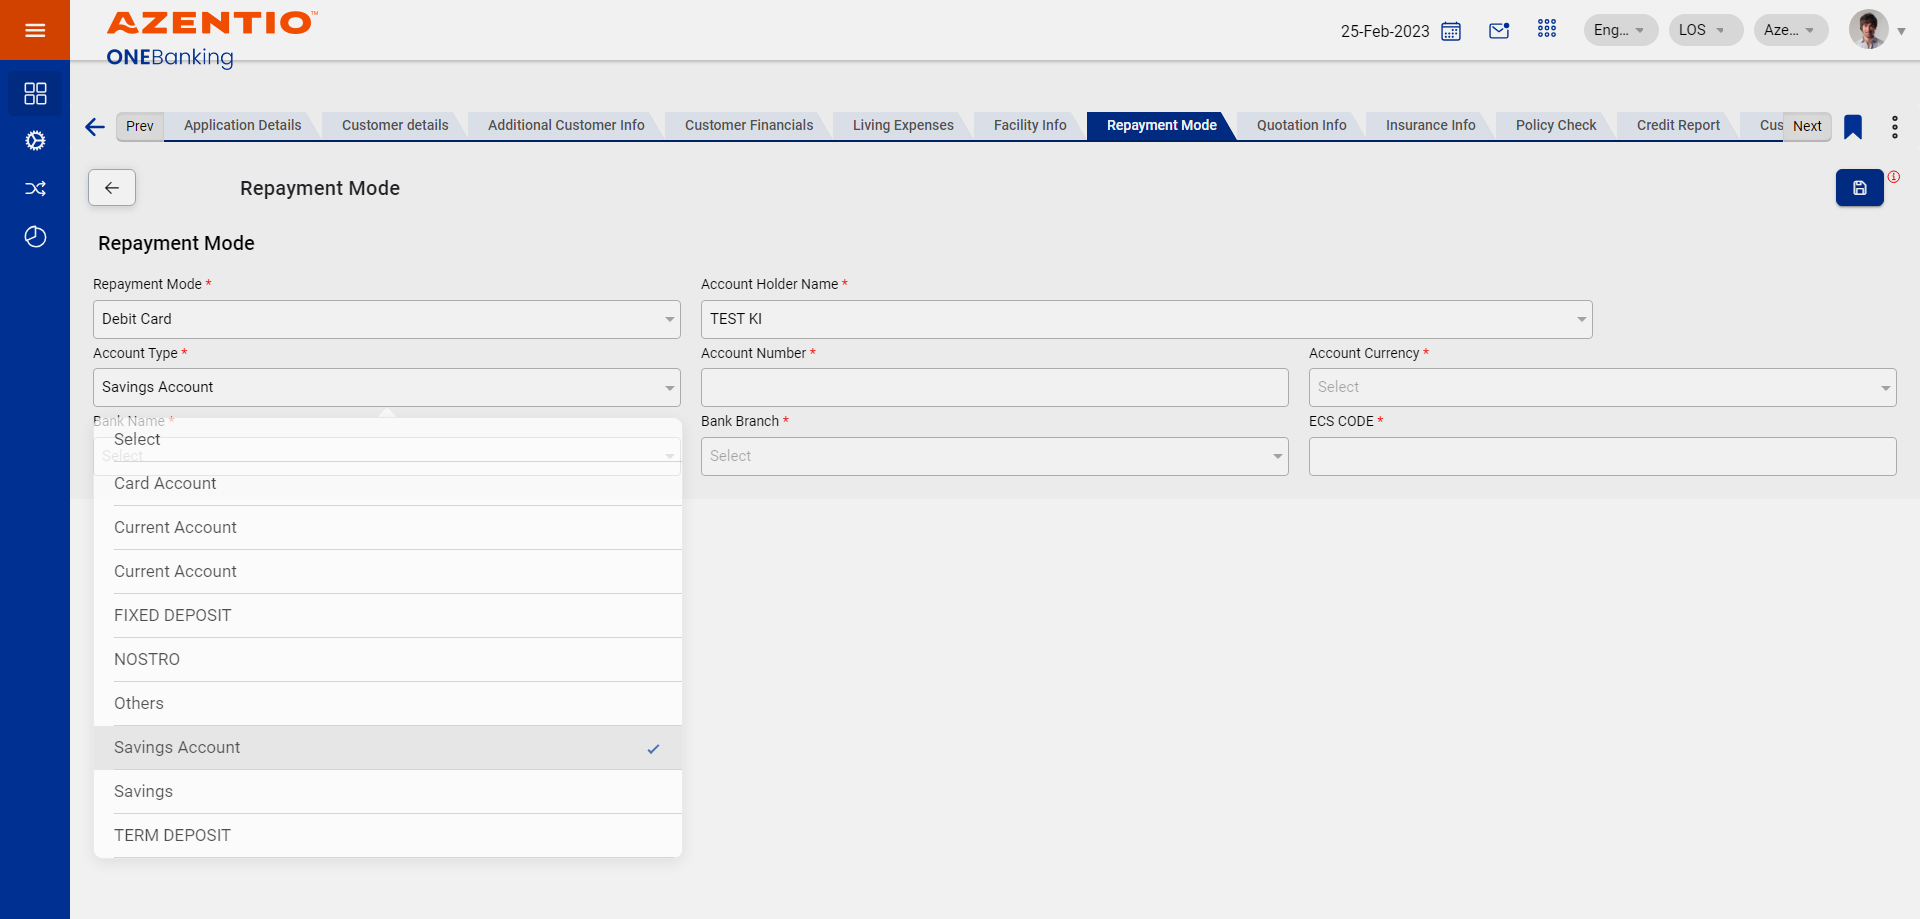 AZENTIO™
ONEBanking
25-Feb-2023
Eng...
LOS
Aze...
Prev
Application Details
Customer details
Additional Customer Info
Customer Financials
Living Expenses
Facility Info
Repayment Mode
Quotation Info
Insurance Info
Policy Check
Credit Report
Cus
Next
Repayment Mode
Repayment Mode
Repayment Mode *
Account Holder Name *
Debit Card
TEST KI
Account Type *
Account Number *
Account Currency *
Savings Account
Select
Bank Name *
Bank Branch *
ECS CODE *
Select
Select
Select
Card Account
Current Account
Current Account
FIXED DEPOSIT
NOSTRO
Others
Savings Account
Savings
TERM DEPOSIT